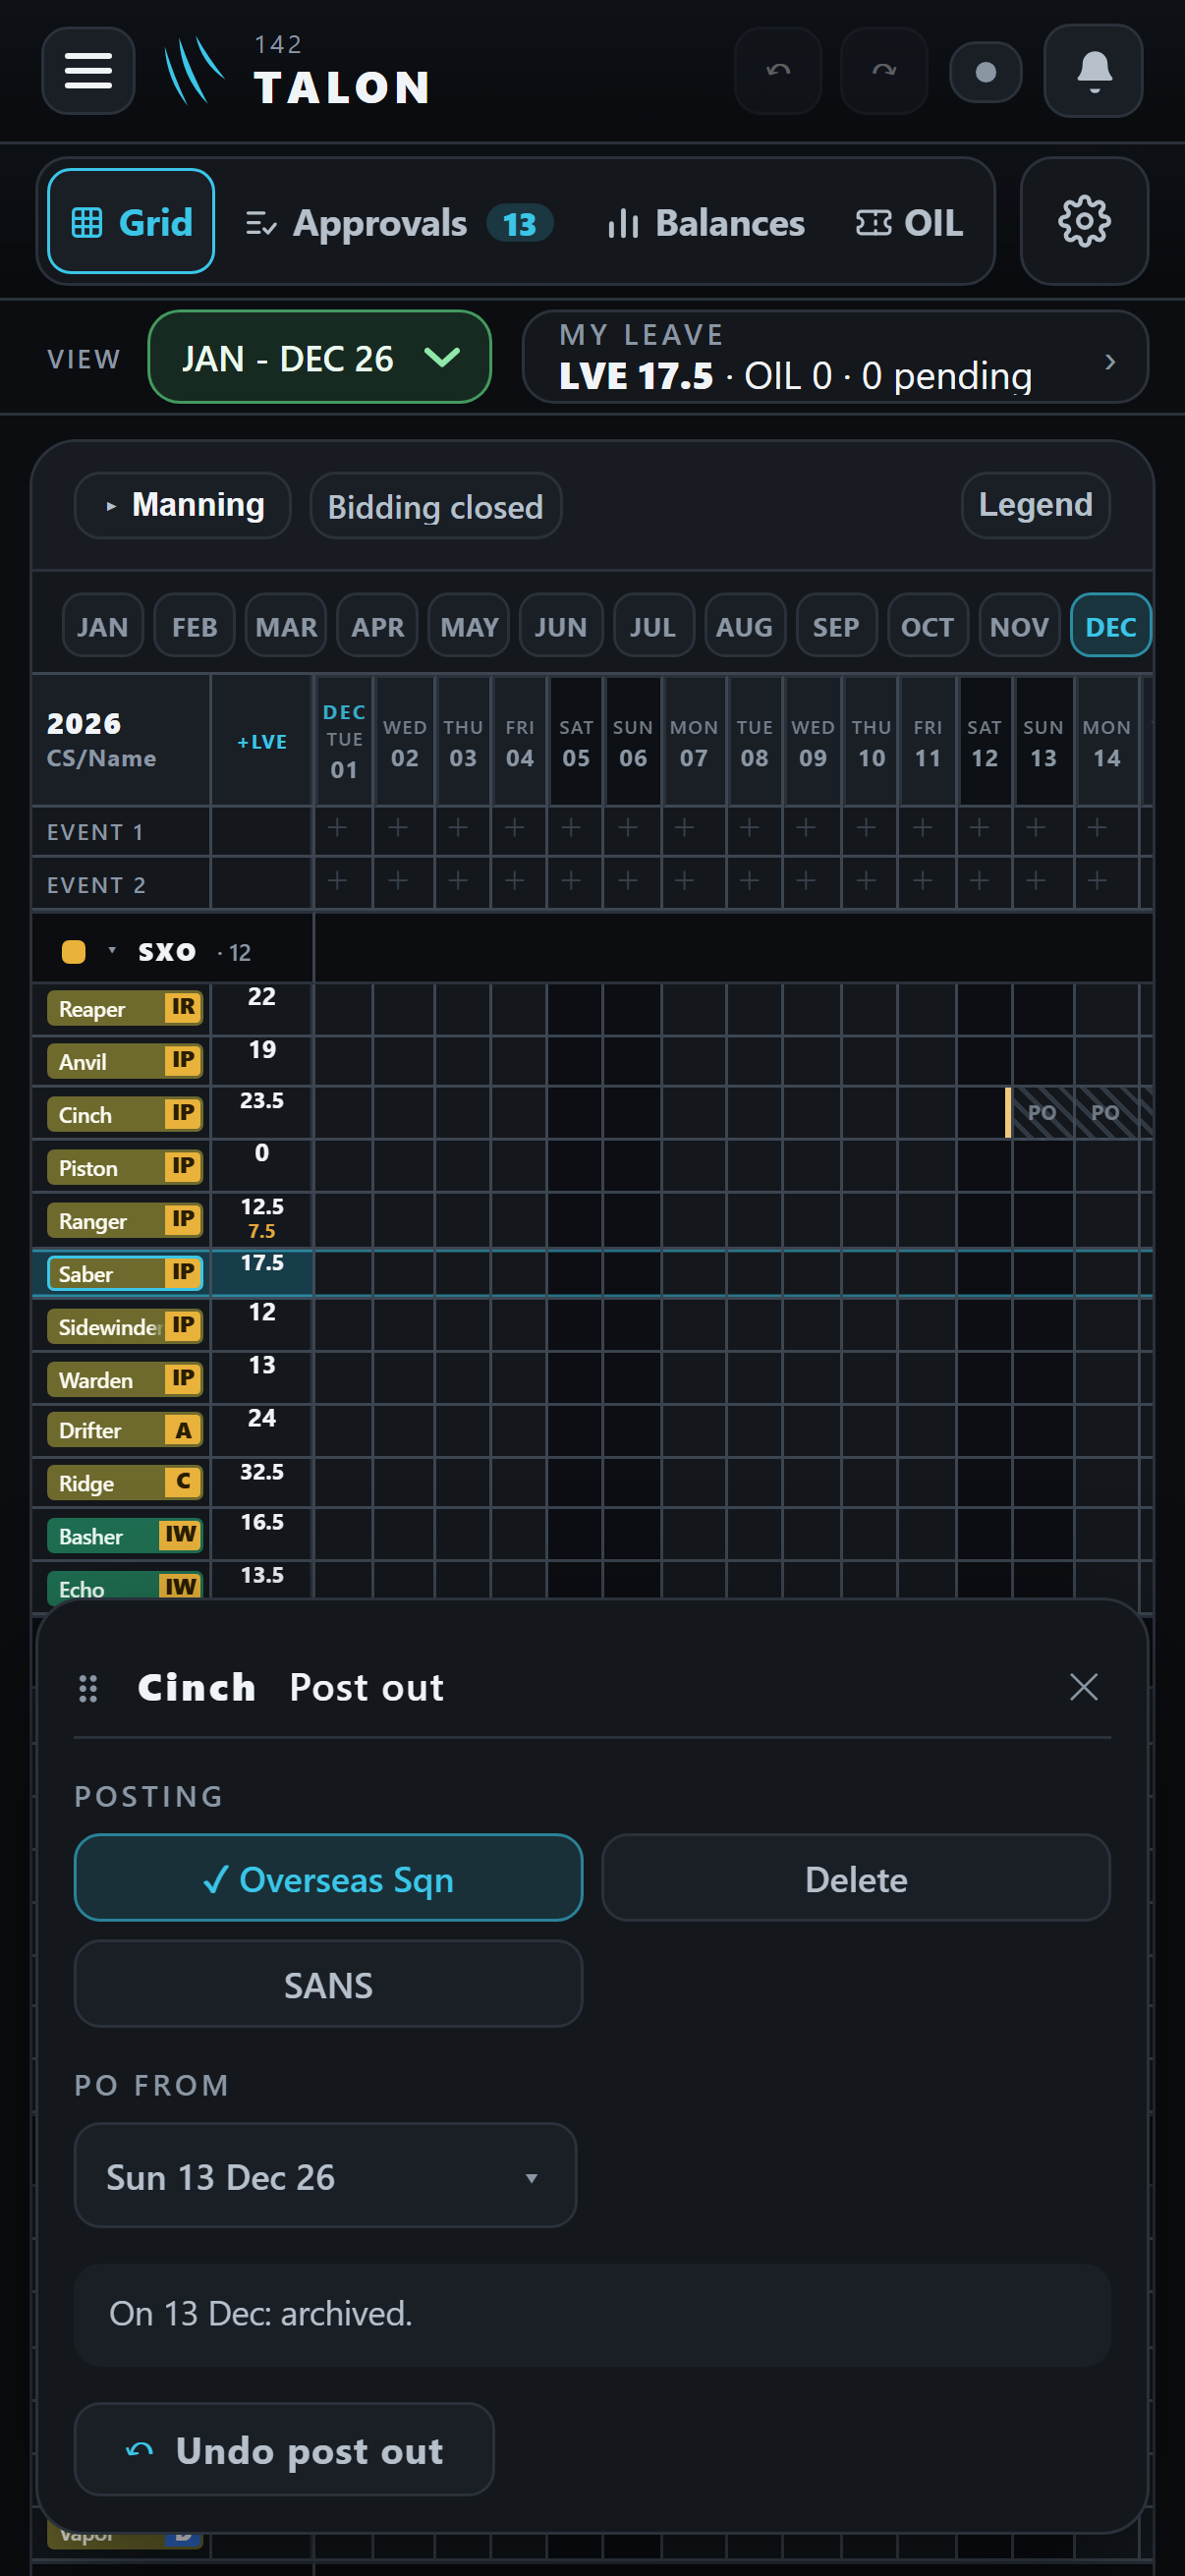 142
TALON
Grid
Approvals 13
Balances
OIL
VIEW
JAN - DEC 26
MY LEAVE
LVE 17.5 · OIL 0 · 0 pending
Manning
Bidding closed
Legend
JAN FEB MAR APR MAY JUN JUL AUG SEP OCT NOV DEC
2026
CS/Name
+LVE
DEC
TUE WED THU FRI SAT SUN MON TUE WED THU FRI SAT SUN MON
01 02 03 04 05 06 07 08 09 10 11 12 13 14
EVENT 1
EVENT 2
SXO · 12
Reaper IR 22
Anvil IP 19
Cinch IP 23.5 PO PO
Piston IP 0
Ranger IP 12.5
7.5
Saber IP 17.5
Sidewinder IP 12
Warden IP 13
Drifter A 24
Ridge C 32.5
Basher IW 16.5
Echo IW 13.5
Cinch Post out
POSTING
✓ Overseas Sqn
Delete
SANS
PO FROM
Sun 13 Dec 26
On 13 Dec: archived.
Undo post out
Vapor